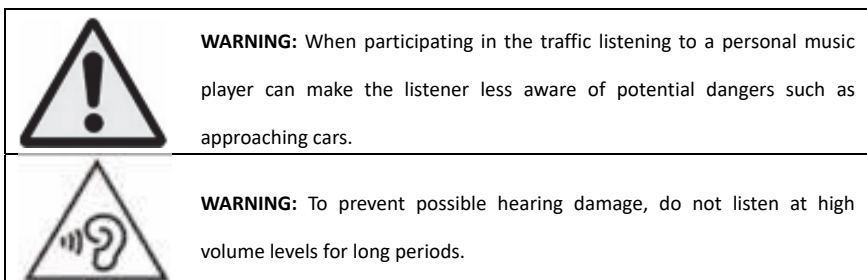 WARNING: When participating in the traffic listening to a personal music
player can make the listener less aware of potential dangers such as
approaching cars.
WARNING: To prevent possible hearing damage, do not listen at high
volume levels for long periods.